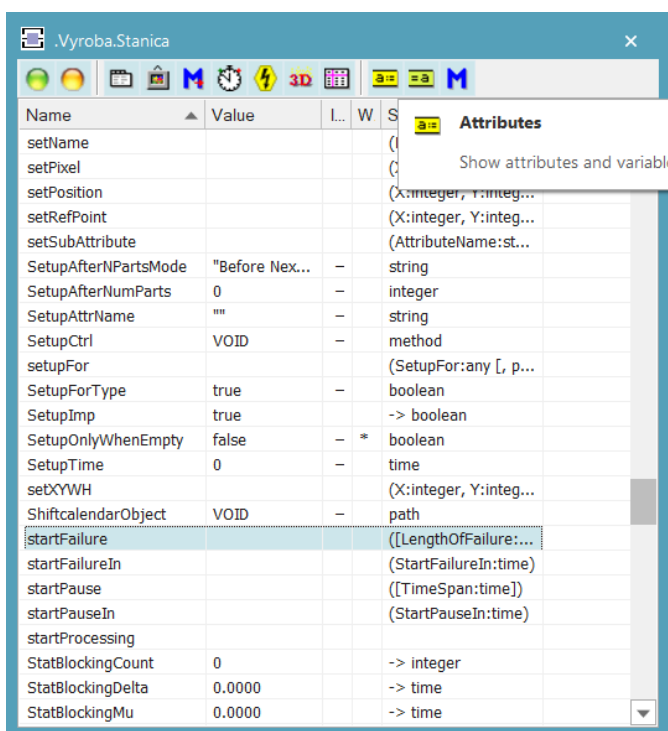 .Vyroba.Stanica
3D a:= =a M
Name Value I... W S
Attributes
Show attributes and variabl
setName (
setPixel (
setPosition (X:integer, Y:integ...
setRefPoint (X:integer, Y:integ...
setSubAttribute (AttributeName:st...
SetupAfterNPartsMode "Before Nex... – string
SetupAfterNumParts 0 – integer
SetupAttrName "" – string
SetupCtrl VOID – method
setupFor (SetupFor:any [, p...
SetupForType true – boolean
SetupImp true -> boolean
SetupOnlyWhenEmpty false – * boolean
SetupTime 0 – time
setXYWH (X:integer, Y:integ...
ShiftcalendarObject VOID – path
startFailure ([LengthOfFailure:...
startFailureIn (StartFailureIn:time)
startPause ([TimeSpan:time])
startPauseIn (StartPauseIn:time)
startProcessing
StatBlockingCount 0 -> integer
StatBlockingDelta 0.0000 -> time
StatBlockingMu 0.0000 -> time